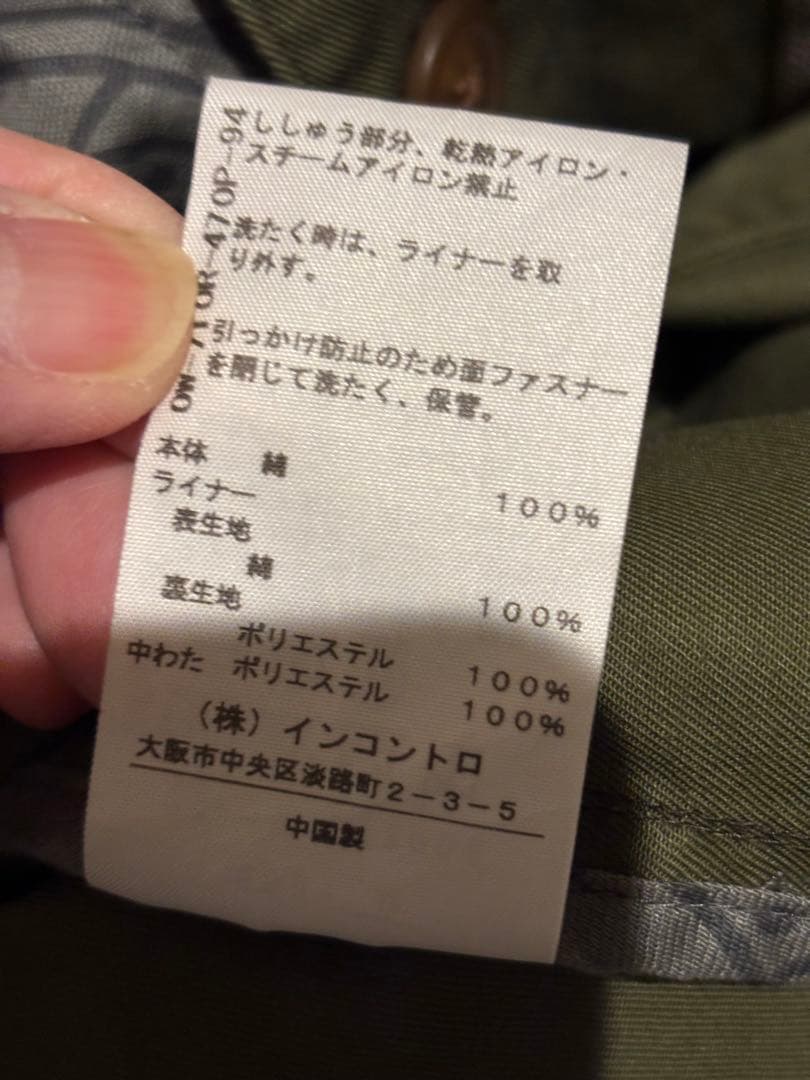 ししゅう部分、乾熱アイロン・
スチームアイロン禁止
洗たく時は、ライナーを取
り外す。
引っかけ防止のため面ファスナー
を閉じて洗たく、保管。
本体 綿 100%
ライナー
表生地
綿 100%
裏生地
ポリエステル 100%
中わた ポリエステル 100%
(株)インコントロ
大阪市中央区淡路町2-3-5
中国製